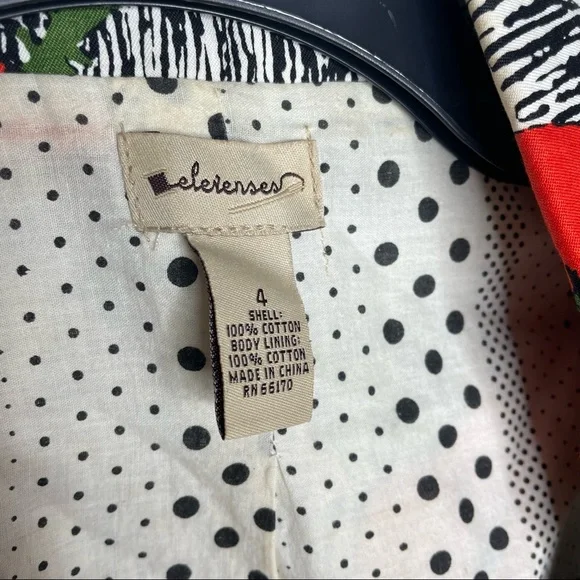 elevenses
4
SHELL:
100% COTTON
BODY LINING:
100% COTTON
MADE IN CHINA
RN 66170